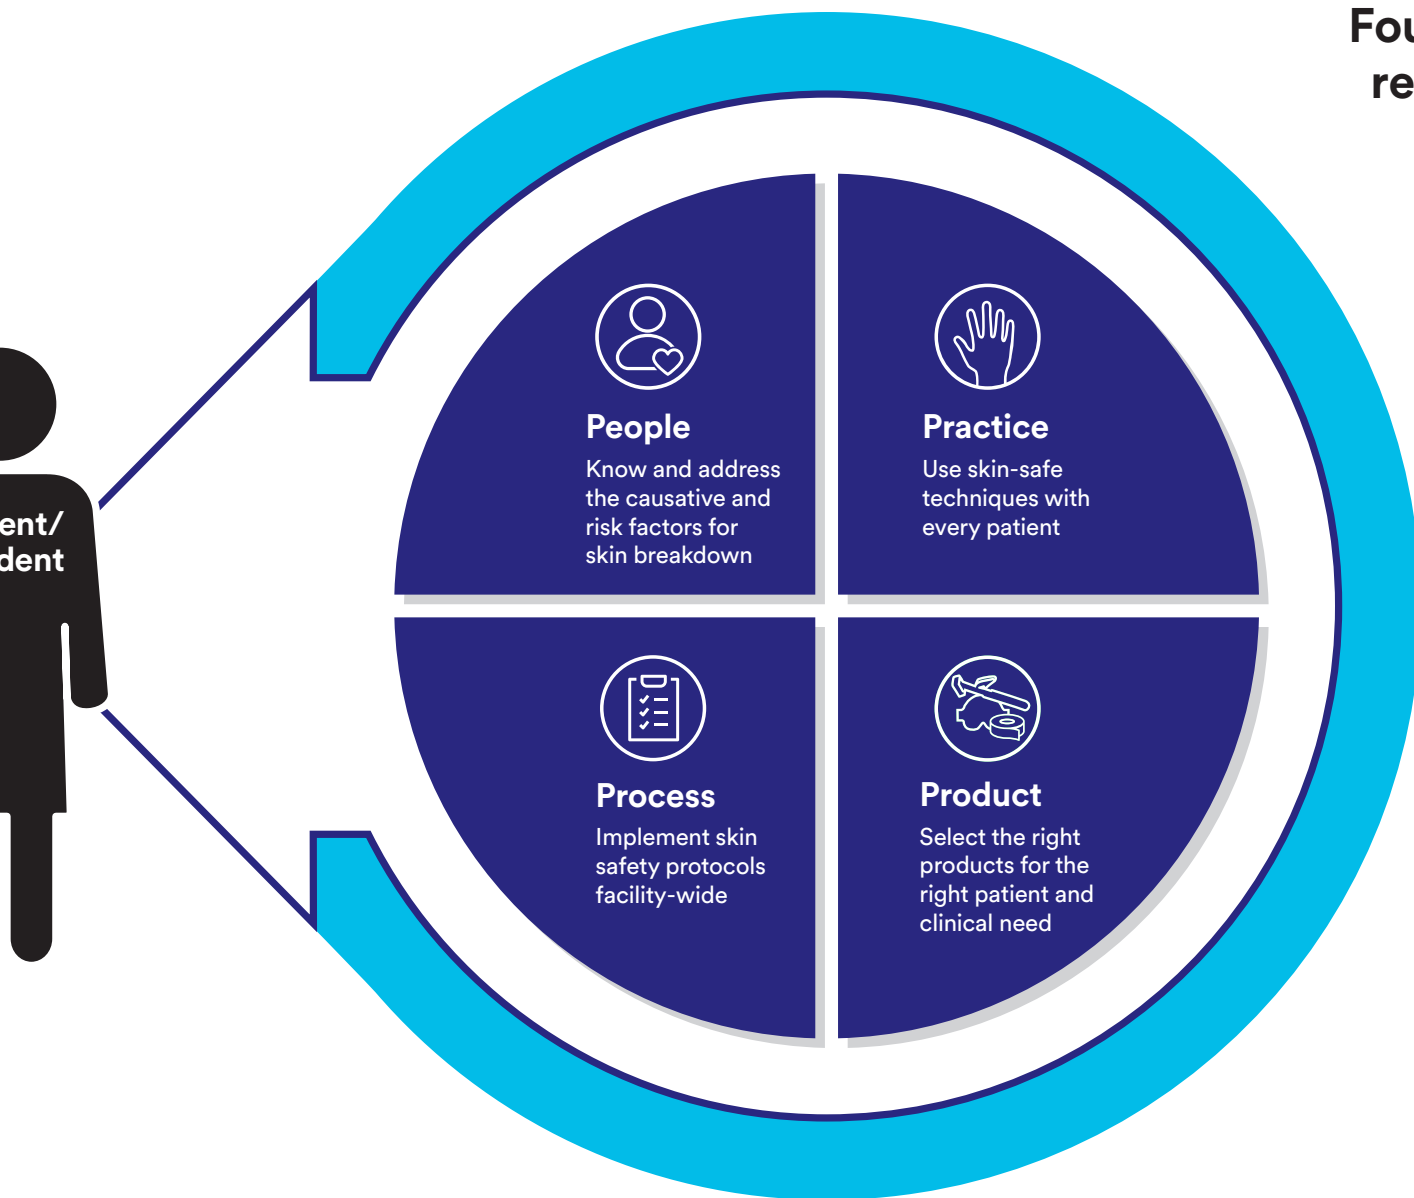 People
Know and address
the causative and
risk factors for
skin breakdown
Practice
Use skin-safe
techniques with
every patient
Process
Implement skin
safety protocols
facility-wide
Product
Select the right
products for the
right patient and
clinical need